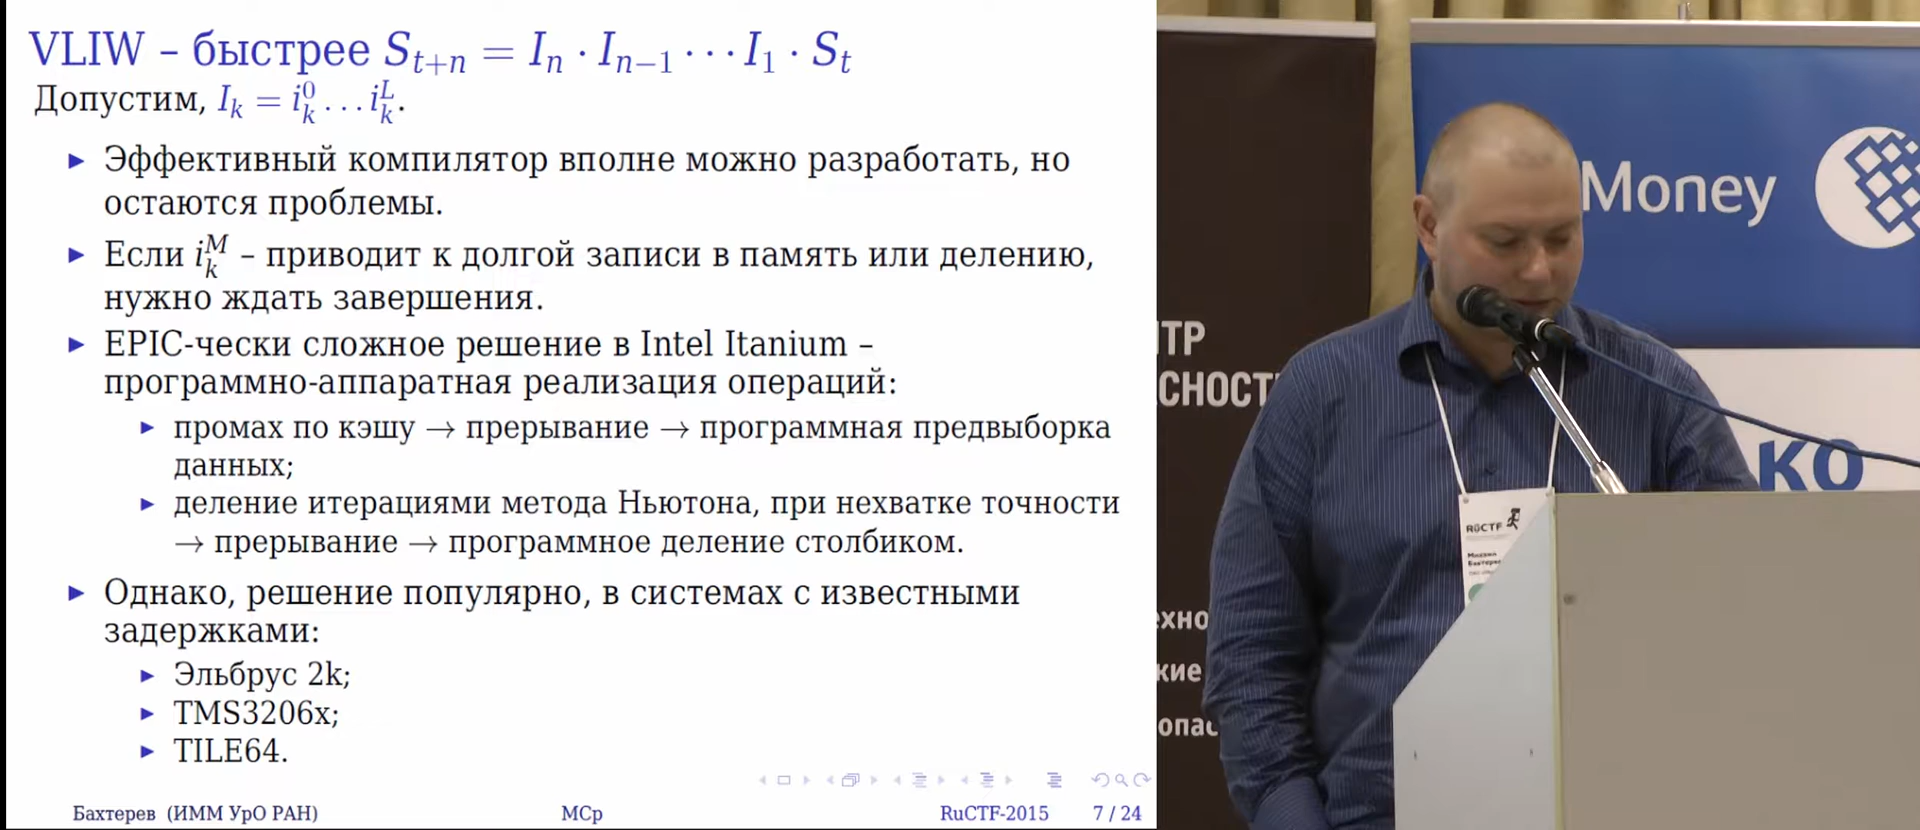 VLIW – быстрее S_{t+n} = I_n · I_{n−1} ··· I_1 · S_t
Допустим, I_k = i_k^0 … i_k^L.
► Эффективный компилятор вполне можно разработать, но
остаются проблемы.
► Если i_k^M – приводит к долгой записи в память или делению,
нужно ждать завершения.
► EPIC-чески сложное решение в Intel Itanium –
программно-аппаратная реализация операций:
► промах по кэшу → прерывание → программная предвыборка
данных;
► деление итерациями метода Ньютона, при нехватке точности
→ прерывание → программное деление столбиком.
► Однако, решение популярно, в системах с известными
задержками:
► Эльбрус 2k;
► TMS3206x;
► TILE64.
Бахтерев (ИММ УрО РАН) МСр RuCTF-2015 7 / 24
Money
ТР
СНОСТ
ко
RuCTF
Михаил
Бахтерев
ехно
кие
опас